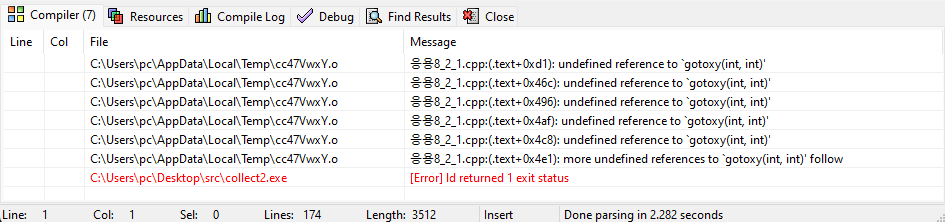 Compiler (7) Resources Compile Log Debug Find Results Close
Line Col File Message
C:\Users\pc\AppData\Local\Temp\cc47VwxY.o 응용8_2_1.cpp:(.text+0xd1): undefined reference to `gotoxy(int, int)'
C:\Users\pc\AppData\Local\Temp\cc47VwxY.o 응용8_2_1.cpp:(.text+0x46c): undefined reference to `gotoxy(int, int)'
C:\Users\pc\AppData\Local\Temp\cc47VwxY.o 응용8_2_1.cpp:(.text+0x496): undefined reference to `gotoxy(int, int)'
C:\Users\pc\AppData\Local\Temp\cc47VwxY.o 응용8_2_1.cpp:(.text+0x4af): undefined reference to `gotoxy(int, int)'
C:\Users\pc\AppData\Local\Temp\cc47VwxY.o 응용8_2_1.cpp:(.text+0x4c8): undefined reference to `gotoxy(int, int)'
C:\Users\pc\AppData\Local\Temp\cc47VwxY.o 응용8_2_1.cpp:(.text+0x4e1): more undefined references to `gotoxy(int, int)' follow
C:\Users\pc\Desktop\src\collect2.exe [Error] ld returned 1 exit status
Line: 1 Col: 1 Sel: 0 Lines: 174 Length: 3512 Insert Done parsing in 2.282 seconds